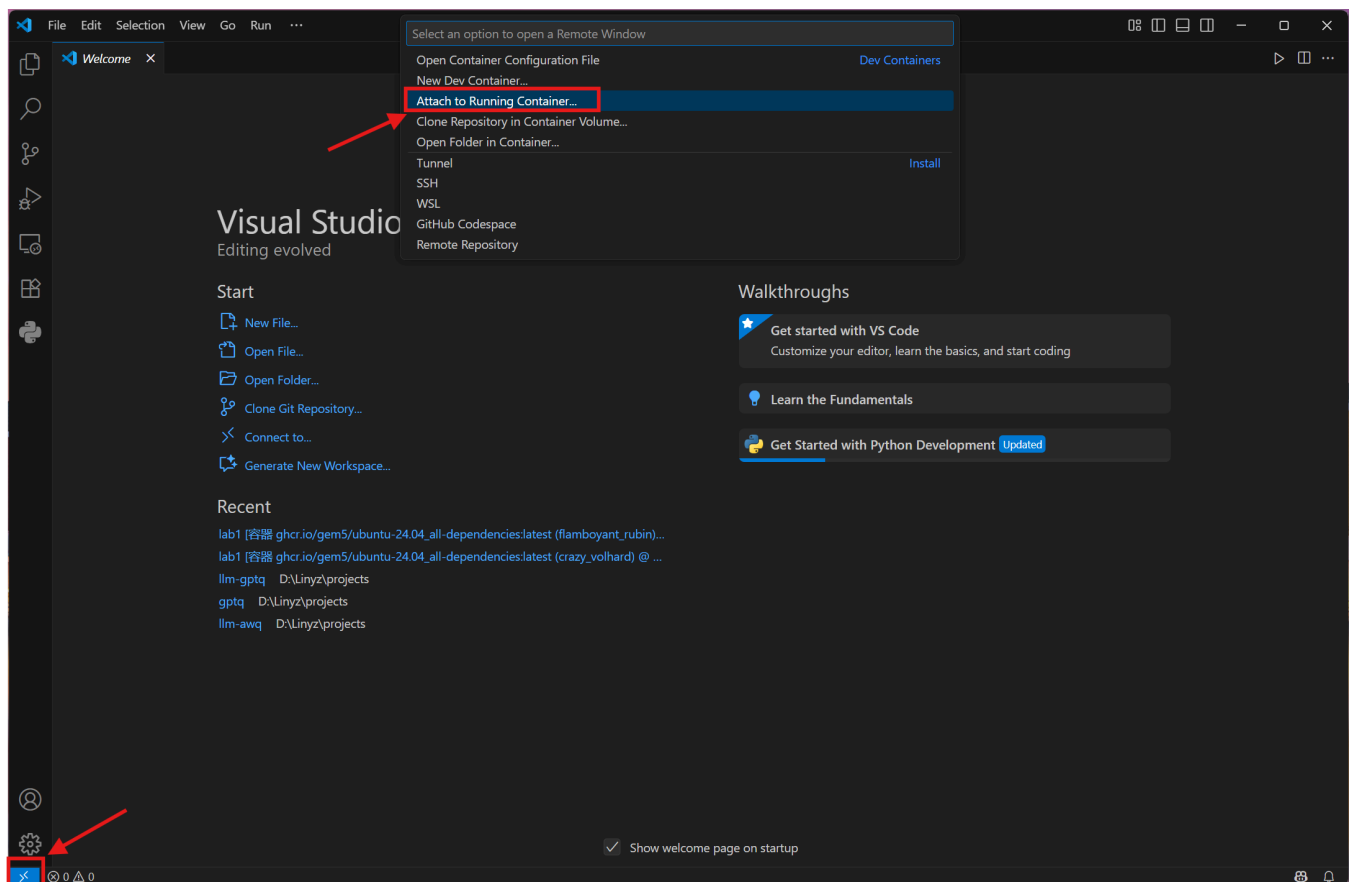 File Edit Selection View Go Run ···
Select an option to open a Remote Window
Welcome
Open Container Configuration File Dev Containers
New Dev Container...
Attach to Running Container...
Clone Repository in Container Volume...
Open Folder in Container...
Tunnel Install
SSH
WSL
GitHub Codespace
Remote Repository
Visual Studio
Editing evolved
Start
New File...
Open File...
Open Folder...
Clone Git Repository...
Connect to...
Generate New Workspace...
Recent
lab1 [容器 ghcr.io/gem5/ubuntu-24.04_all-dependencies:latest (flamboyant_rubin)...
lab1 [容器 ghcr.io/gem5/ubuntu-24.04_all-dependencies:latest (crazy_volhard) @ ...
llm-gptq D:\Linyz\projects
gptq D:\Linyz\projects
llm-awq D:\Linyz\projects
Walkthroughs
Get started with VS Code
Customize your editor, learn the basics, and start coding
Learn the Fundamentals
Get Started with Python Development Updated
Show welcome page on startup
0 0